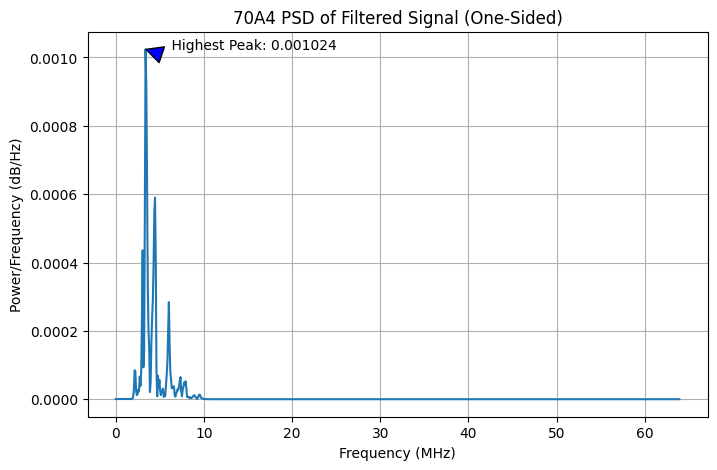 70A4 PSD of Filtered Signal (One-Sided)
Highest Peak: 0.001024
0.0010
0.0008
0.0006
0.0004
0.0002
0.0000
Power/Frequency (dB/Hz)
0 10 20 30 40 50 60
Frequency (MHz)